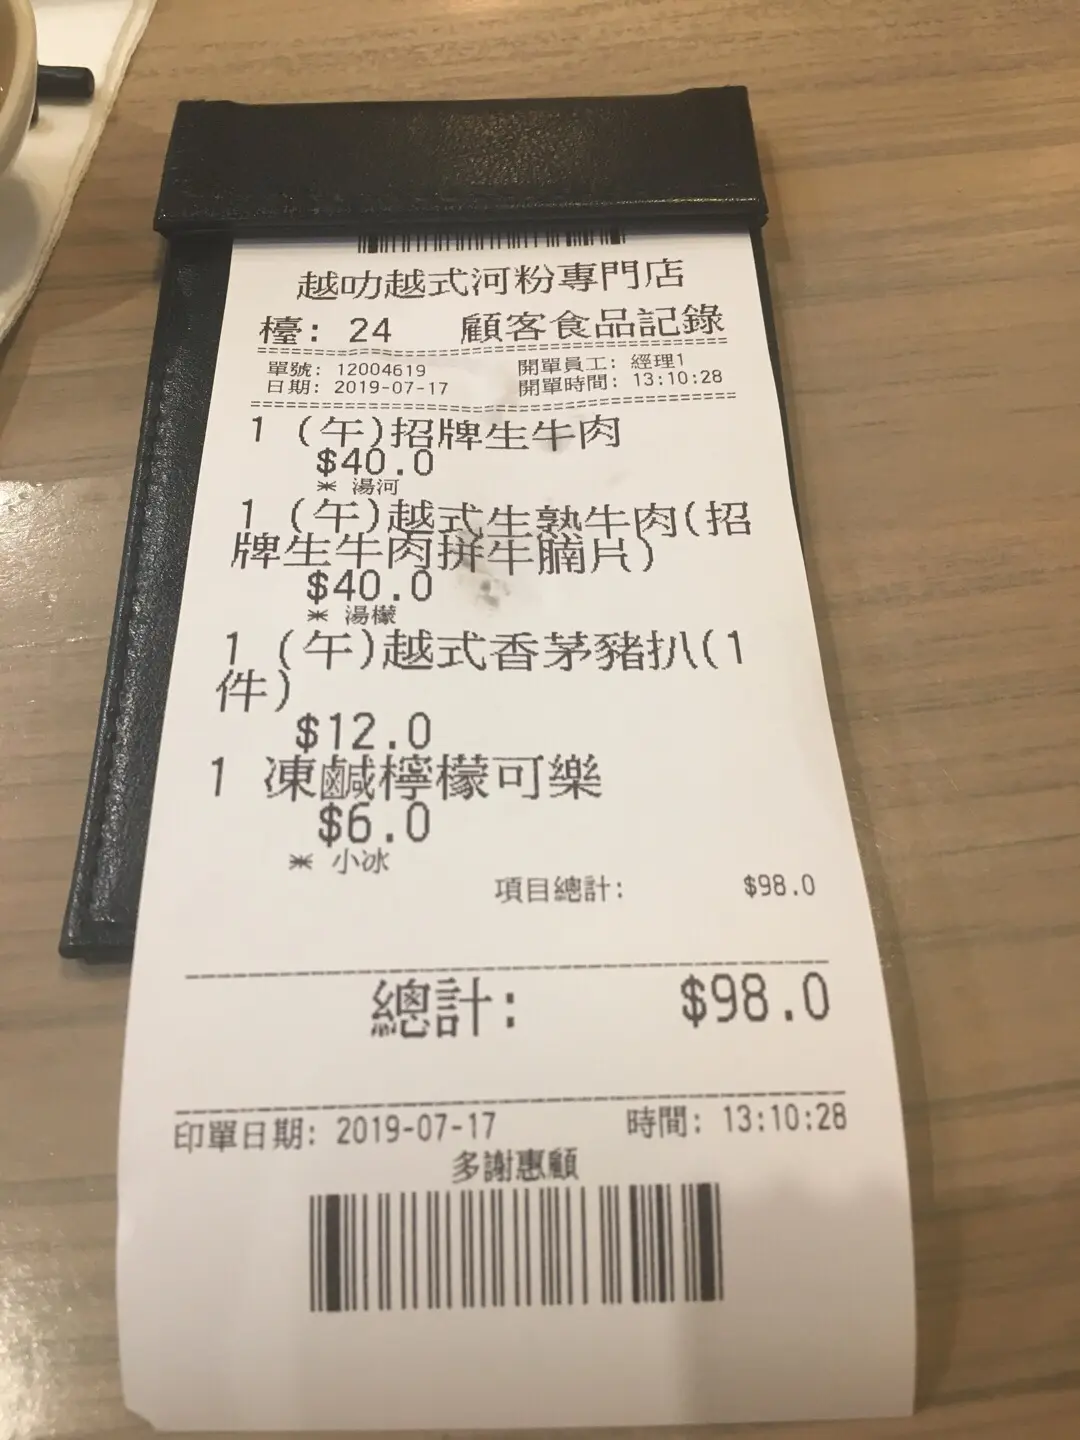 越叻越式河粉專門店
檯: 24 顧客食品記錄
單號: 12004619 開單員工: 經理1
日期: 2019-07-17 開單時間: 13:10:28
1 (午)招牌生牛肉
$40.0
* 湯河
1 (午)越式生熟牛肉(招
牌生牛肉拼牛腩片)
$40.0
* 湯檬
1 (午)越式香茅豬扒(1
件)
$12.0
1 凍鹹檸檬可樂
$6.0
* 小冰
項目總計: $98.0
總計: $98.0
印單日期: 2019-07-17 時間: 13:10:28
多謝惠顧